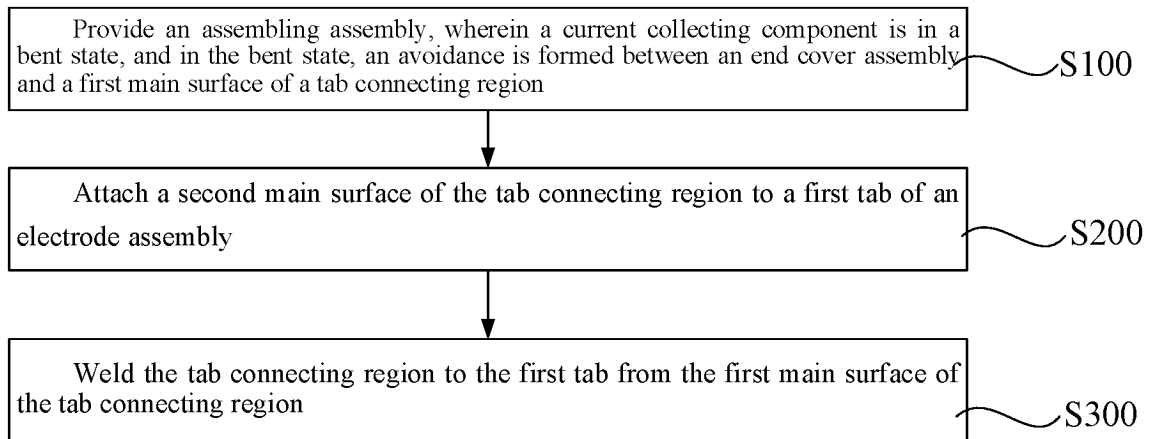 Provide an assembling assembly, wherein a current collecting component is in a
bent state, and in the bent state, an avoidance is formed between an end cover assembly
and a first main surface of a tab connecting region
S100
Attach a second main surface of the tab connecting region to a first tab of an
electrode assembly
S200
Weld the tab connecting region to the first tab from the first main surface of
the tab connecting region
S300